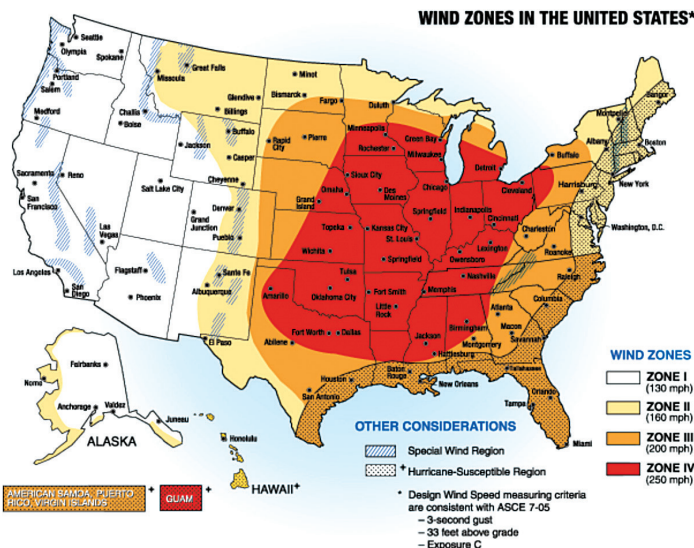 WIND ZONES IN THE UNITED STATES*
Seattle
Olympia
Spokane
Portland
Salem
Medford
Missoula
Great Falls
Glendive
Billings
Minot
Bismarck
Fargo
Duluth
Challis
Boise
Jackson
Buffalo
Casper
Cheyenne
Rapid City
Pierre
Minneapolis
Rochester
Green Bay
Milwaukee
Bangor
Montpelier
Albany
Boston
Buffalo
New York
Harrisburg
Washington, D.C.
Sacramento
San Francisco
Reno
Salt Lake City
Las Vegas
Grand Junction
Denver
Pueblo
Grand Island
Sioux City
Omaha
Des Moines
Chicago
Detroit
Cleveland
Springfield
Indianapolis
Cincinnati
Charleston
Roanoke
Raleigh
Topeka
Kansas City
St. Louis
Lexington
Owensboro
Wichita
Springfield
Nashville
Los Angeles
San Diego
Flagstaff
Phoenix
Santa Fe
Albuquerque
El Paso
Amarillo
Tulsa
Oklahoma City
Fort Smith
Little Rock
Memphis
Columbia
Atlanta
Macon
Savannah
Birmingham
Montgomery
Jackson
Hattiesburg
Fort Worth
Dallas
Abilene
Houston
San Antonio
Baton Rouge
New Orleans
Tallahassee
Orlando
Tampa
Miami
Fairbanks
Nome
Anchorage
Valdez
Juneau
ALASKA
Honolulu
HAWAII+
AMERICAN SAMOA, PUERTO
RICO, VIRGIN ISLANDS
+
GUAM
+
OTHER CONSIDERATIONS
Special Wind Region
+ Hurricane-Susceptible Region
* Design Wind Speed measuring criteria
are consistent with ASCE 7-05
– 3-second gust
– 33 feet above grade
– Exposure C
WIND ZONES
ZONE I
(130 mph)
ZONE II
(160 mph)
ZONE III
(200 mph)
ZONE IV
(250 mph)